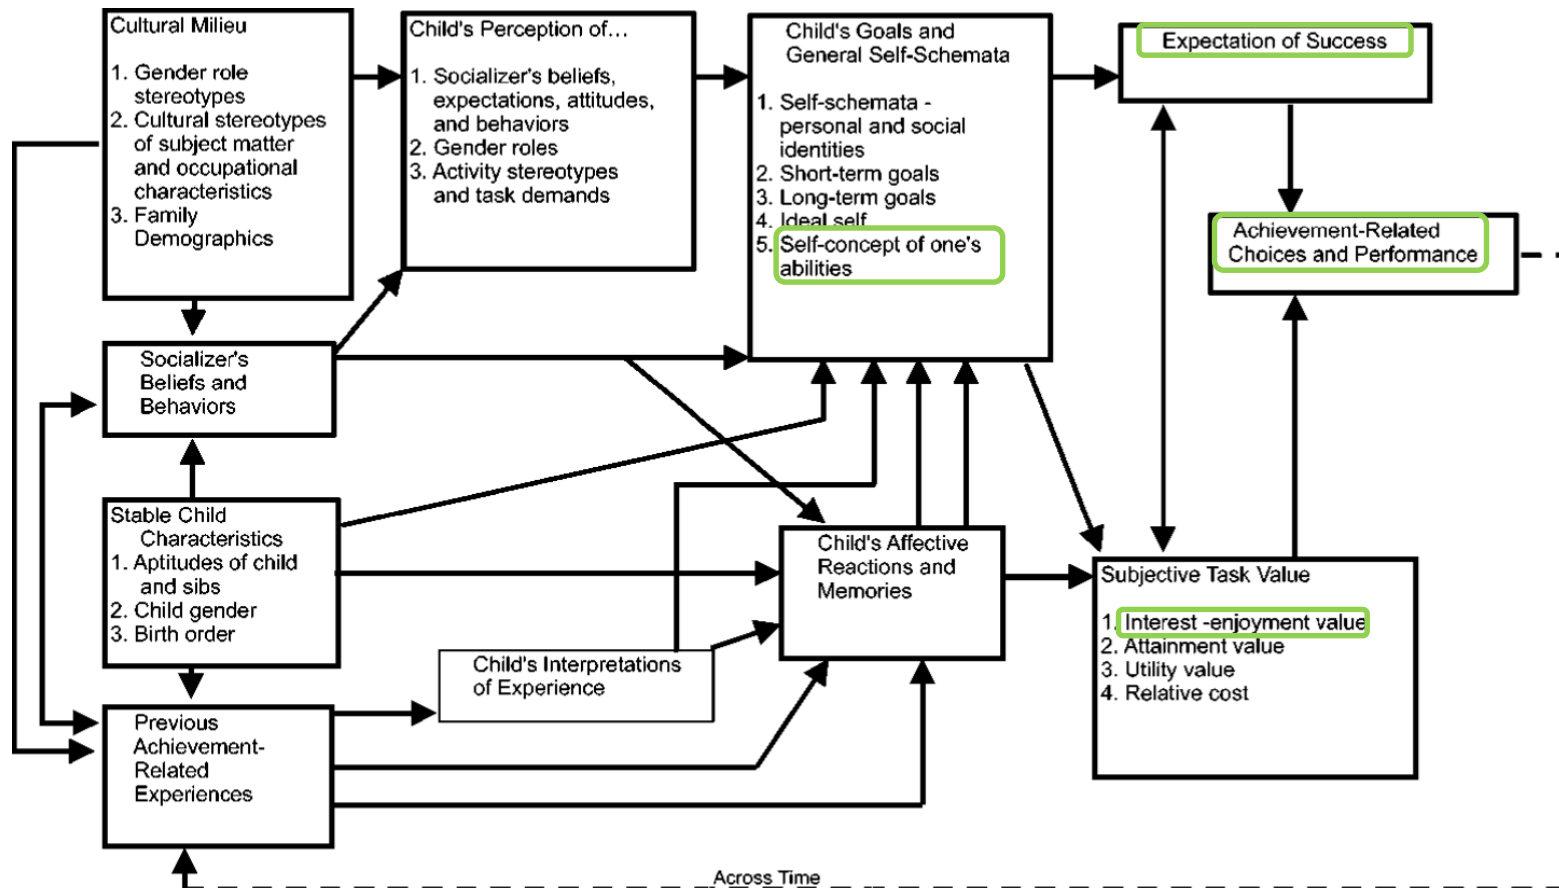 Cultural Milieu
1. Gender role
stereotypes
2. Cultural stereotypes
of subject matter
and occupational
characteristics
3. Family
Demographics
Child's Perception of...
1. Socializer's beliefs,
expectations, attitudes,
and behaviors
2. Gender roles
3. Activity stereotypes
and task demands
Child's Goals and
General Self-Schemata
1. Self-schemata -
personal and social
identities
2. Short-term goals
3. Long-term goals
4. Ideal self
5. Self-concept of one's
abilities
Expectation of Success
Achievement-Related
Choices and Performance
Socializer's
Beliefs and
Behaviors
Stable Child
Characteristics
1. Aptitudes of child
and sibs
2. Child gender
3. Birth order
Child's Affective
Reactions and
Memories
Subjective Task Value
1. Interest -enjoyment value
2. Attainment value
3. Utility value
4. Relative cost
Child's Interpretations
of Experience
Previous
Achievement-
Related
Experiences
Across Time